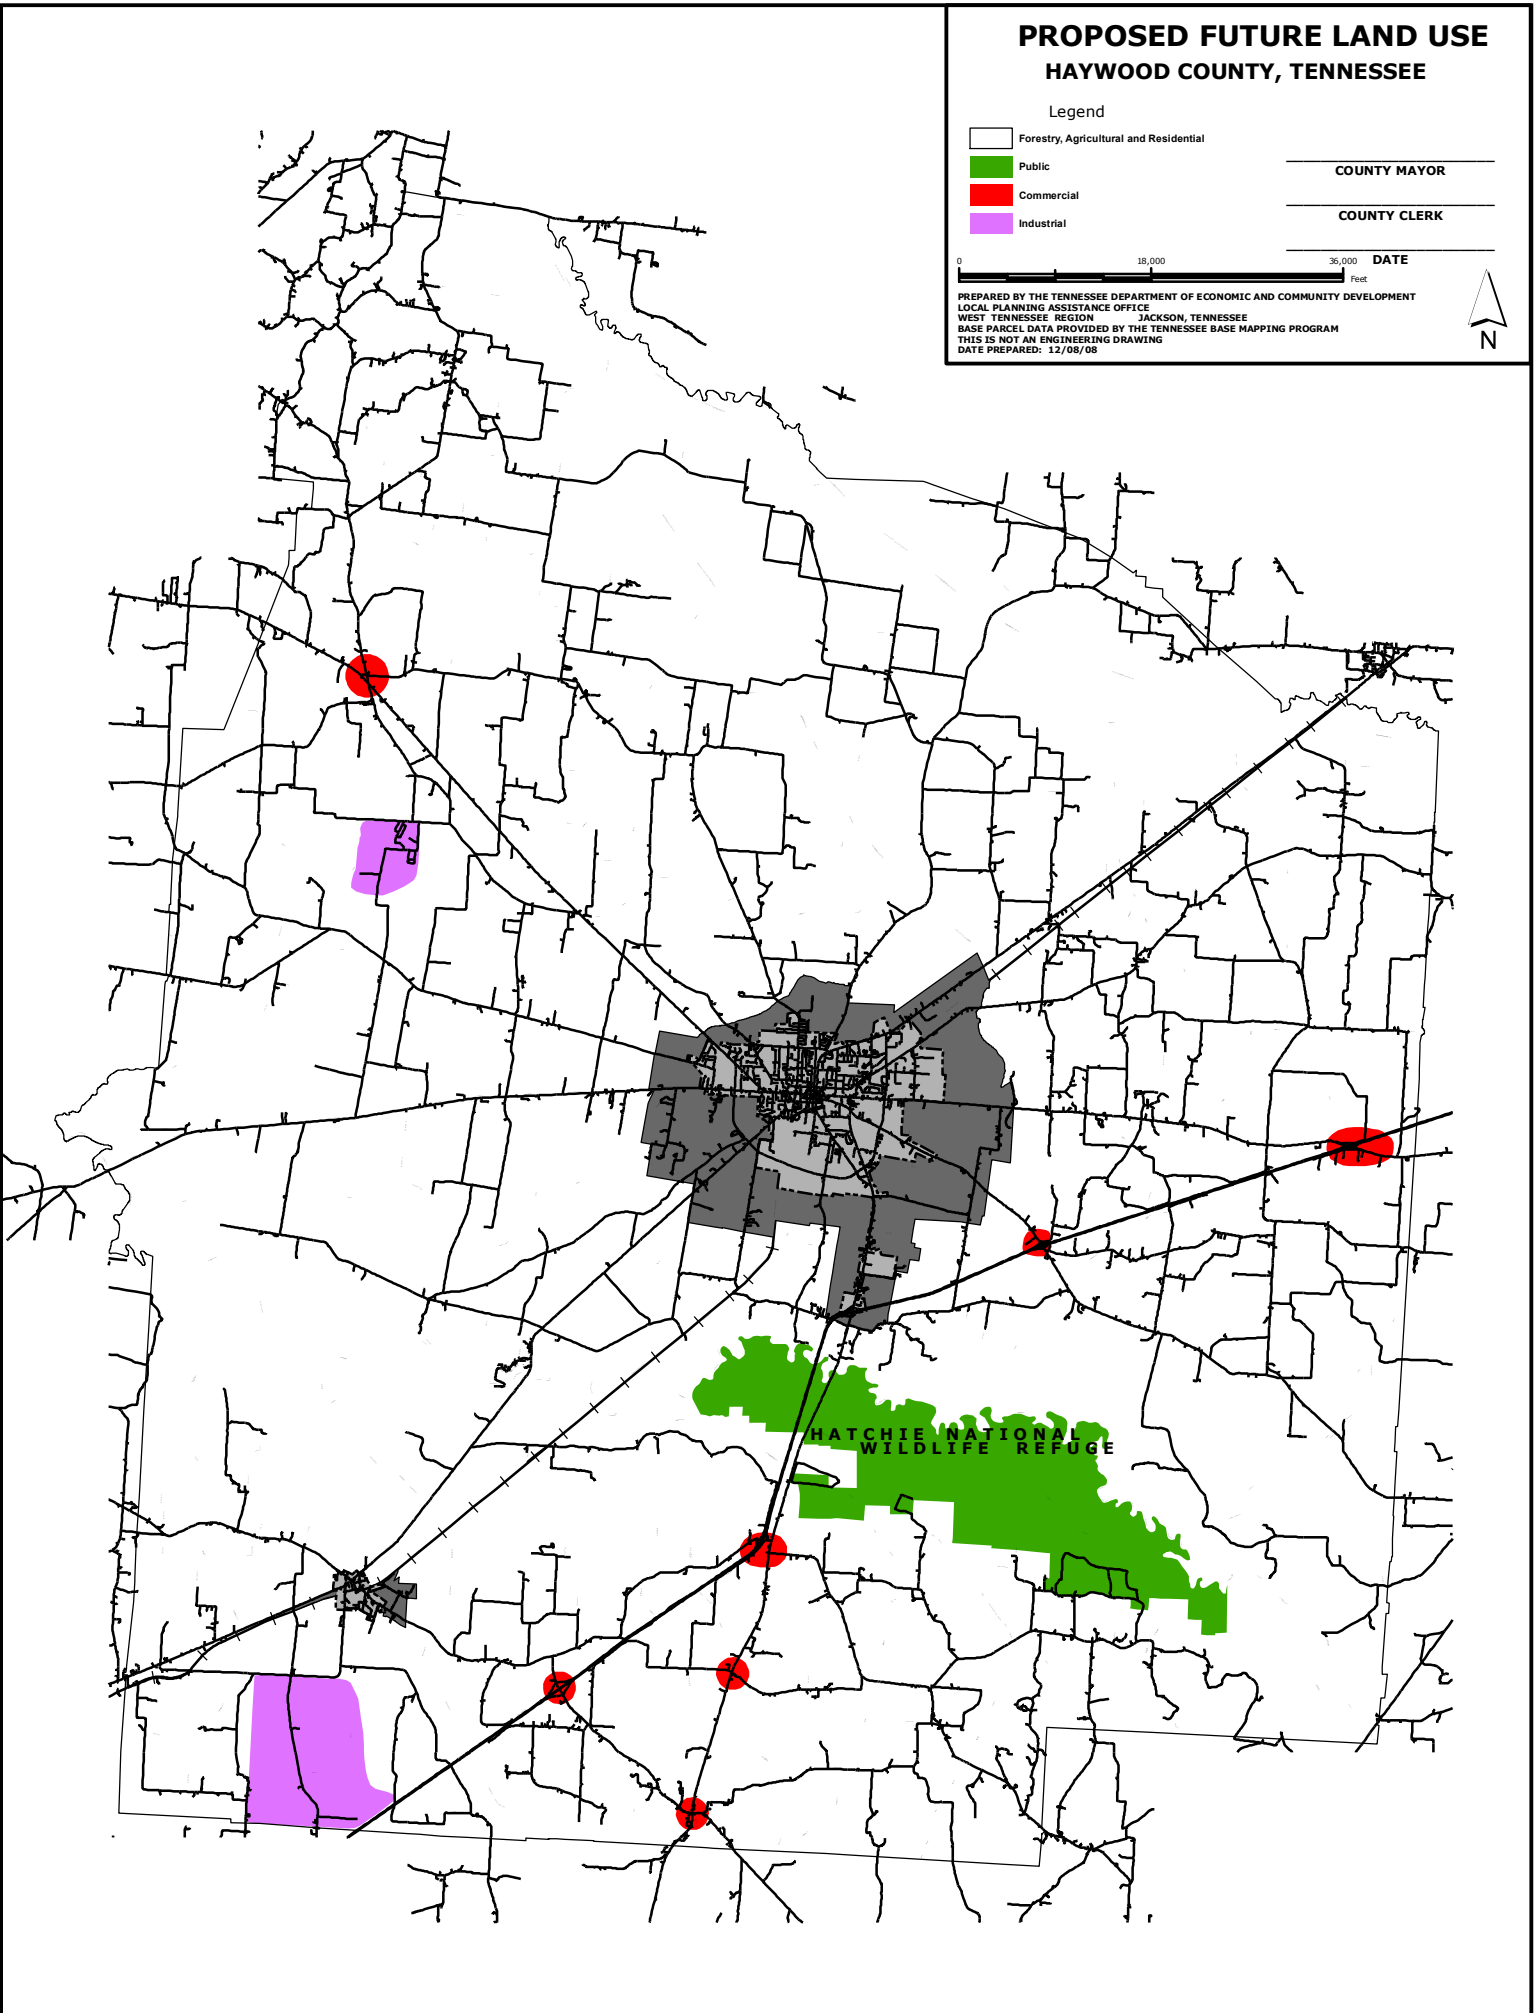 PROPOSED FUTURE LAND USE
HAYWOOD COUNTY, TENNESSEE
Legend
Forestry, Agricultural and Residential
Public
Commercial
Industrial
COUNTY MAYOR
COUNTY CLERK
DATE
0 18,000 36,000
Feet
PREPARED BY THE TENNESSEE DEPARTMENT OF ECONOMIC AND COMMUNITY DEVELOPMENT
LOCAL PLANNING ASSISTANCE OFFICE
WEST TENNESSEE REGION JACKSON, TENNESSEE
BASE PARCEL DATA PROVIDED BY THE TENNESSEE BASE MAPPING PROGRAM
THIS IS NOT AN ENGINEERING DRAWING
DATE PREPARED: 12/08/08
N
HATCHIE NATIONAL
WILDLIFE REFUGE